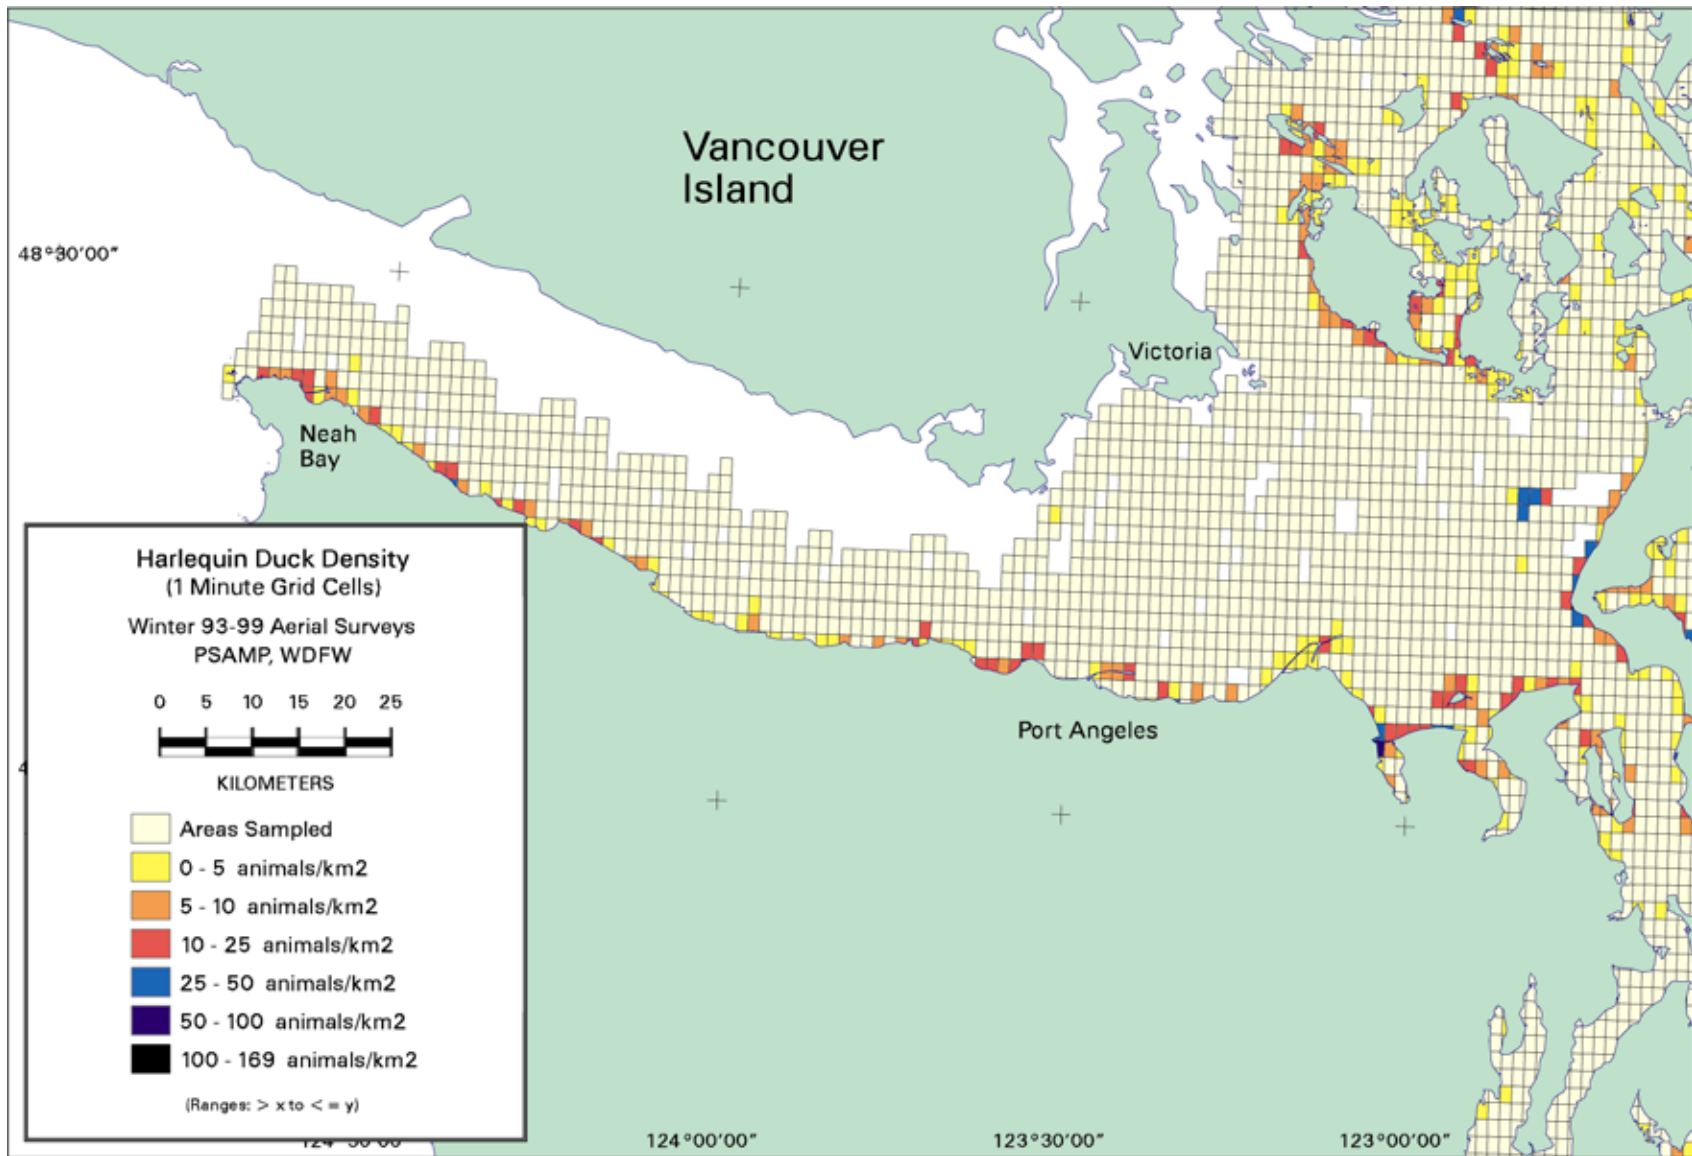 Vancouver
Island
48°30'00"
Victoria
Neah
Bay
Port Angeles
Harlequin Duck Density
(1 Minute Grid Cells)
Winter 93-99 Aerial Surveys
PSAMP, WDFW
0 5 10 15 20 25
KILOMETERS
Areas Sampled
0 - 5 animals/km2
5 - 10 animals/km2
10 - 25 animals/km2
25 - 50 animals/km2
50 - 100 animals/km2
100 - 169 animals/km2
(Ranges: > x to < = y)
124°00'00" 123°30'00" 123°00'00"